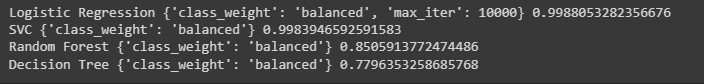 Logistic Regression {'class_weight': 'balanced', 'max_iter': 10000} 0.9988053282356676
SVC {'class_weight': 'balanced'} 0.9983946592591583
Random Forest {'class_weight': 'balanced'} 0.8505913772474486
Decision Tree {'class_weight': 'balanced'} 0.7796353258685768